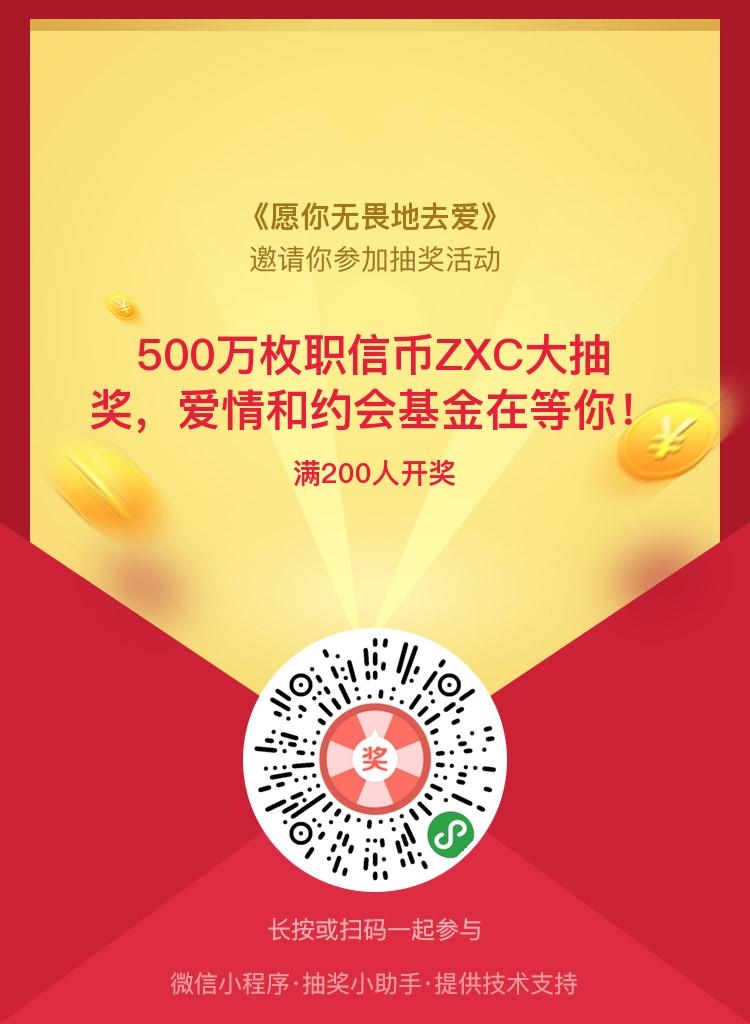 《愿你无畏地去爱》
邀请你参加抽奖活动
500万枚职信币ZXC大抽
奖，爱情和约会基金在等你！
满200人开奖
奖
长按或扫码一起参与
微信小程序·抽奖小助手·提供技术支持